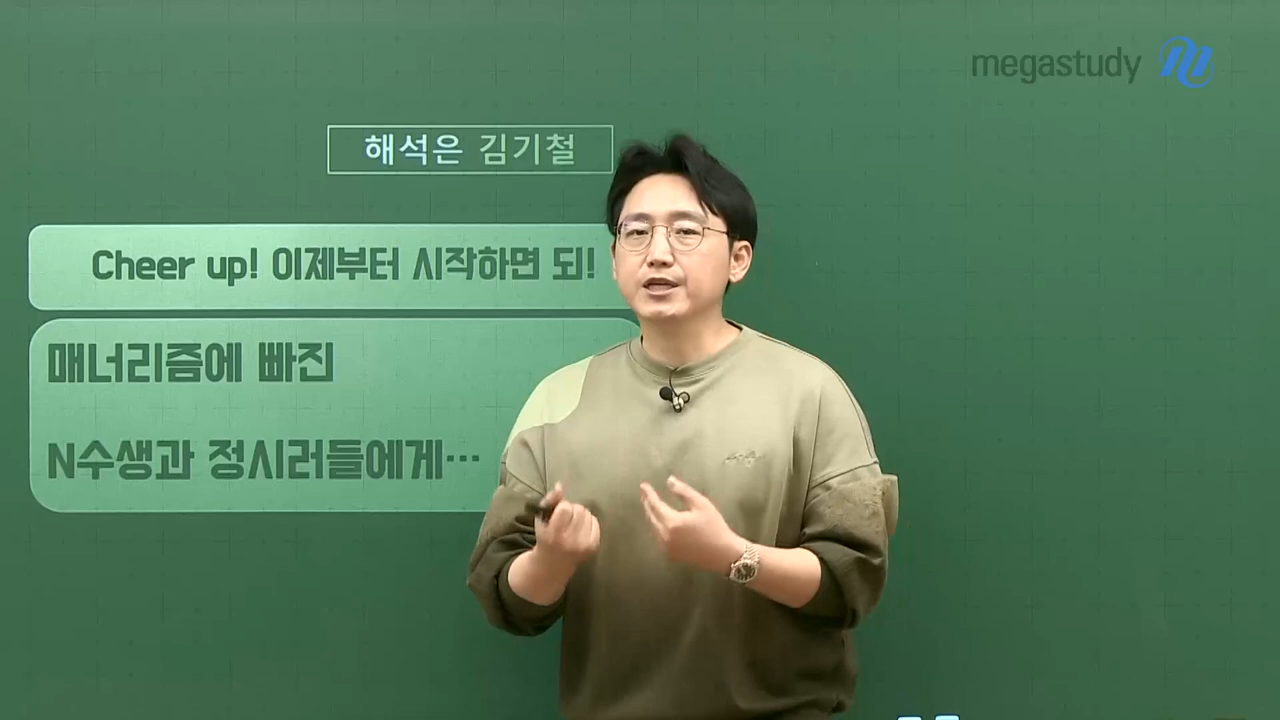 megastudy
해석은 김기철
Cheer up! 이제부터 시작하면 되!
매너리즘에 빠진
N수생과 정시러들에게…